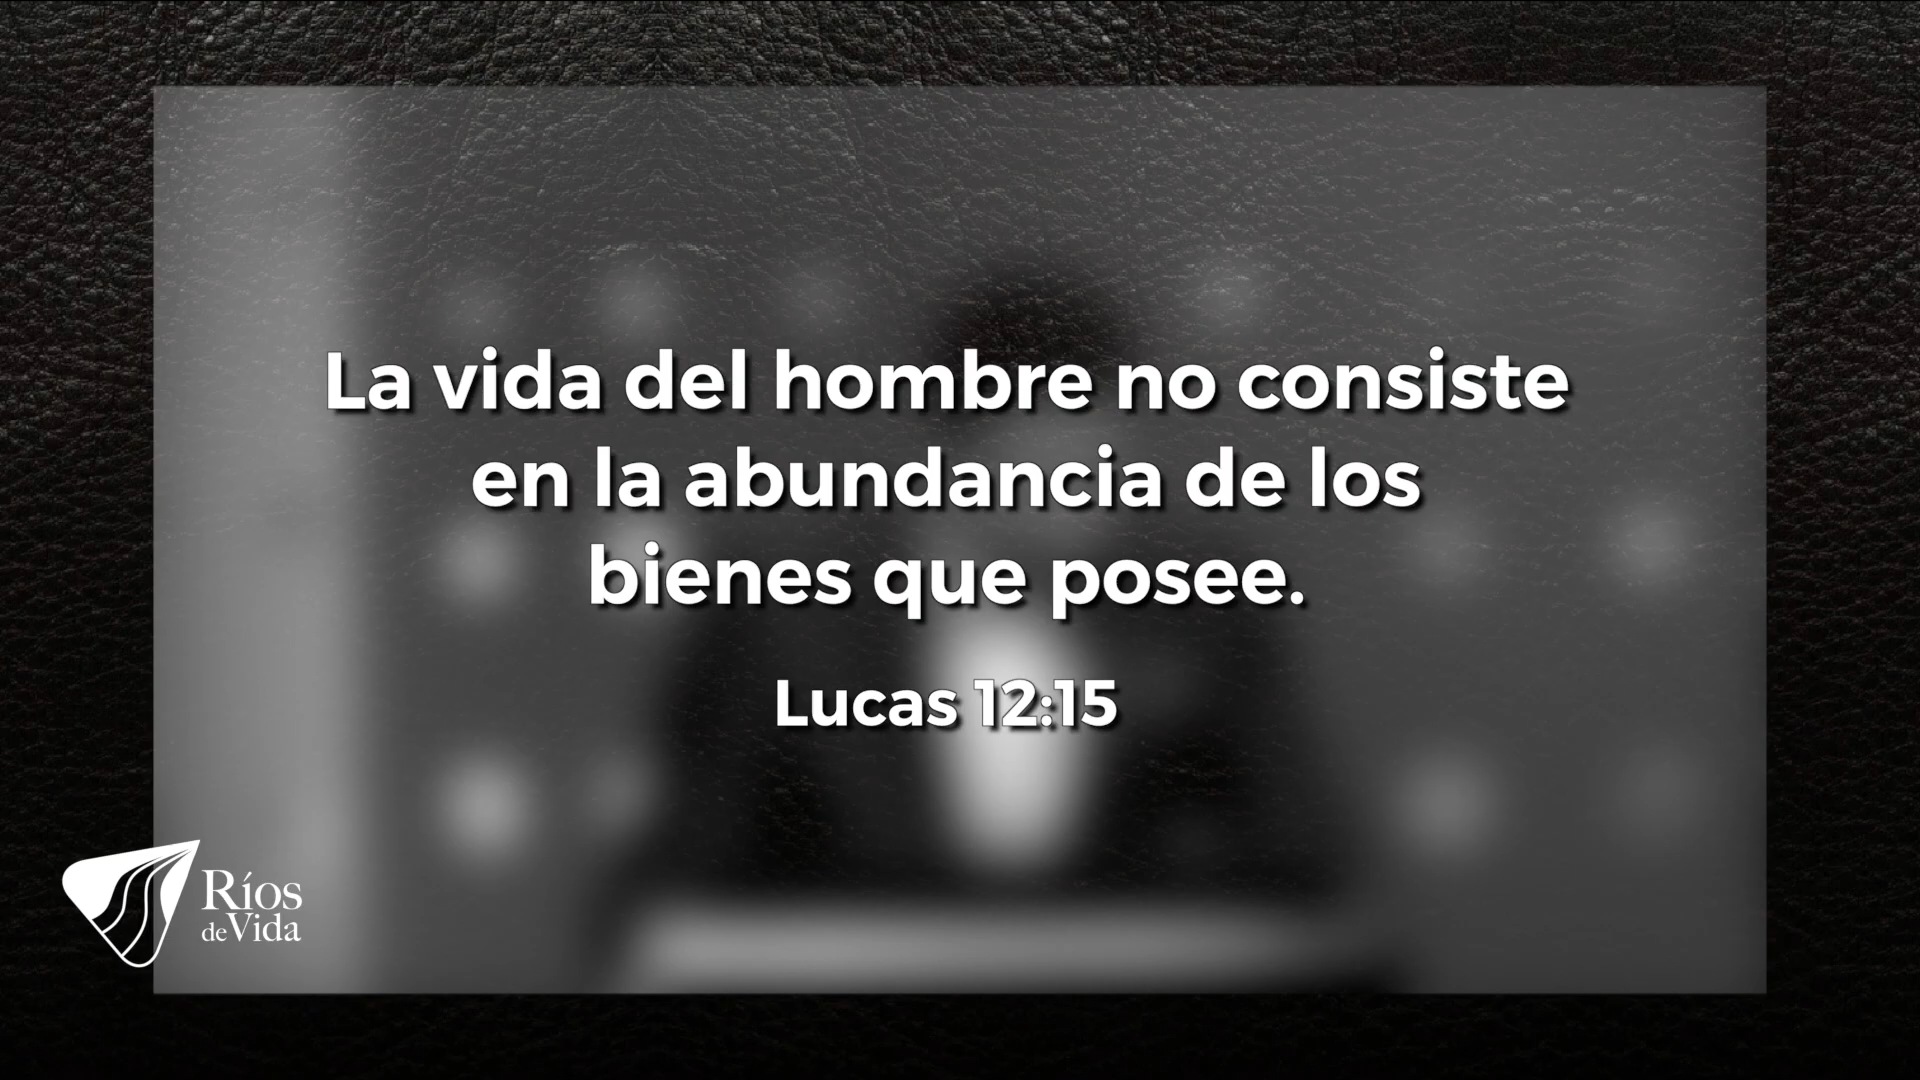 La vida del hombre no consiste
en la abundancia de los
bienes que posee.
Lucas 12:15
Ríos
de Vida